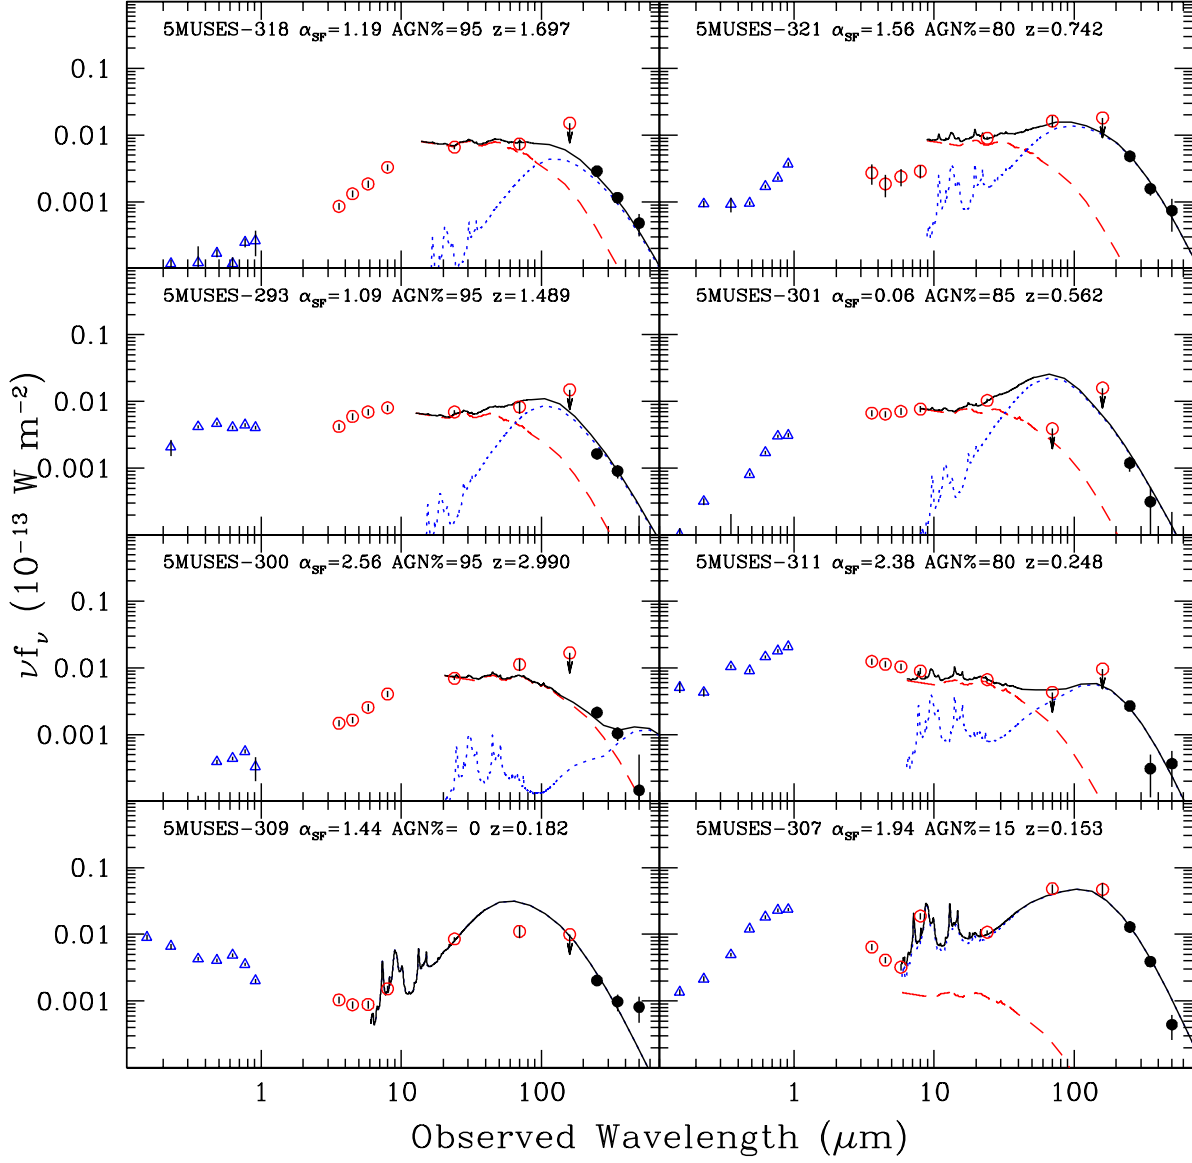 5MUSES-318 αSF=1.19 AGN%=95 z=1.697
5MUSES-321 αSF=1.56 AGN%=80 z=0.742
0.1
0.01
0.001
5MUSES-293 αSF=1.09 AGN%=95 z=1.489
5MUSES-301 αSF=0.06 AGN%=85 z=0.562
0.1
0.01
0.001
5MUSES-300 αSF=2.56 AGN%=95 z=2.990
5MUSES-311 αSF=2.38 AGN%=80 z=0.248
0.1
0.01
0.001
5MUSES-309 αSF=1.44 AGN%= 0 z=0.182
5MUSES-307 αSF=1.94 AGN%=15 z=0.153
0.1
0.01
0.001
νfν (10−13 W m−2)
1 10 100
1 10 100
Observed Wavelength (μm)